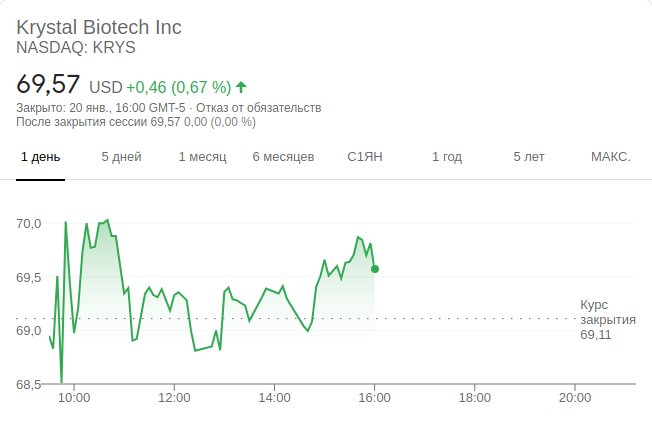 Krystal Biotech Inc
NASDAQ: KRYS
69,57 USD +0,46 (0,67 %)
Закрыто: 20 янв., 16:00 GMT-5 · Отказ от обязательств
После закрытия сессии 69,57 0,00 (0,00 %)
1 день 5 дней 1 месяц 6 месяцев С1ЯН 1 год 5 лет МАКС.
70,0
69,5
Курс
закрытия
69,11
69,0
68,5
10:00 12:00 14:00 16:00 18:00 20:00